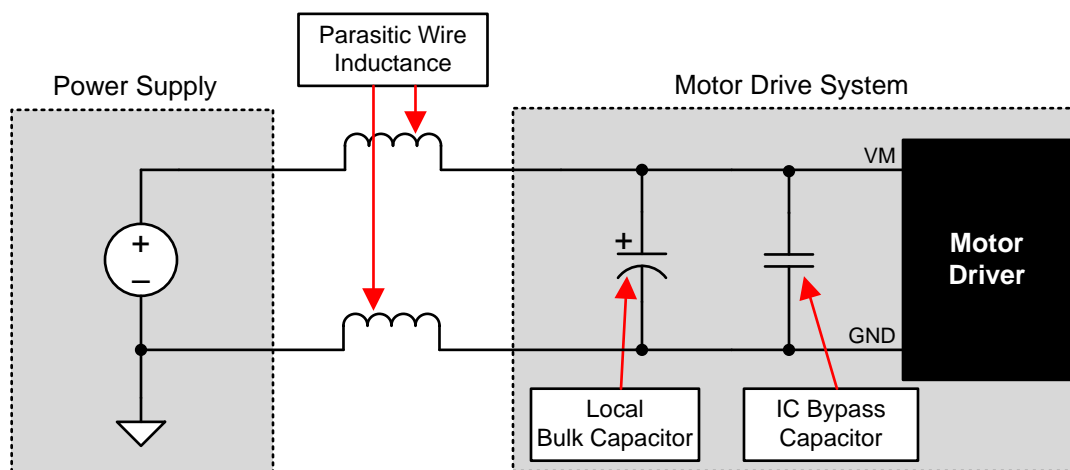 Parasitic Wire
Inductance
Power Supply
Motor Drive System
VM
+
–
+
Motor
Driver
GND
Local
Bulk Capacitor
IC Bypass
Capacitor